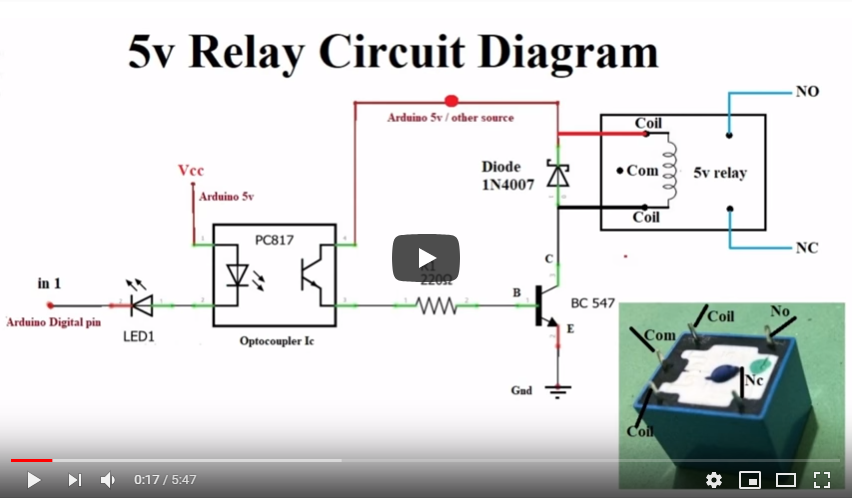 5v Relay Circuit Diagram
NO
Arduino 5v / other source
Coil
Vcc
Diode
1N4007
Com
5v relay
Arduino 5v
Coil
PC817
NC
C
R1
220Ω
in 1
B
BC 547
Arduino Digital pin
LED1
E
Optocoupler Ic
Gnd
Coil
No
Com
Nc
Coil
0:17 / 5:47